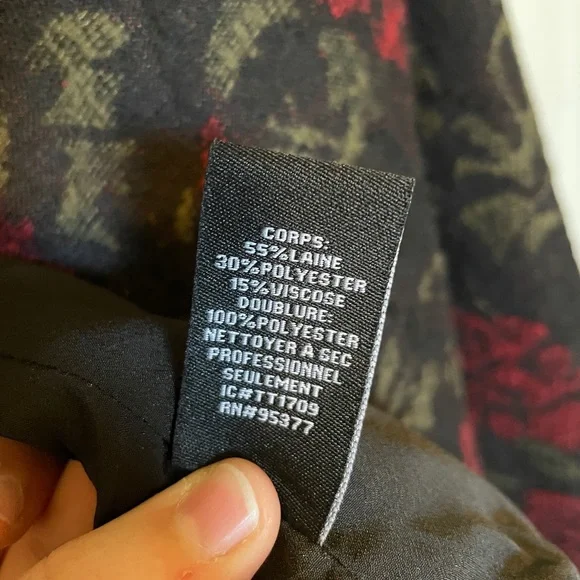 CORPS:
55%LAINE
30%POLYESTER
15%VISCOSE
DOUBLURE:
100%POLYESTER
NETTOYER A SEC
PROFESSIONNEL
SEULEMENT
IC#TT1709
RN#95377